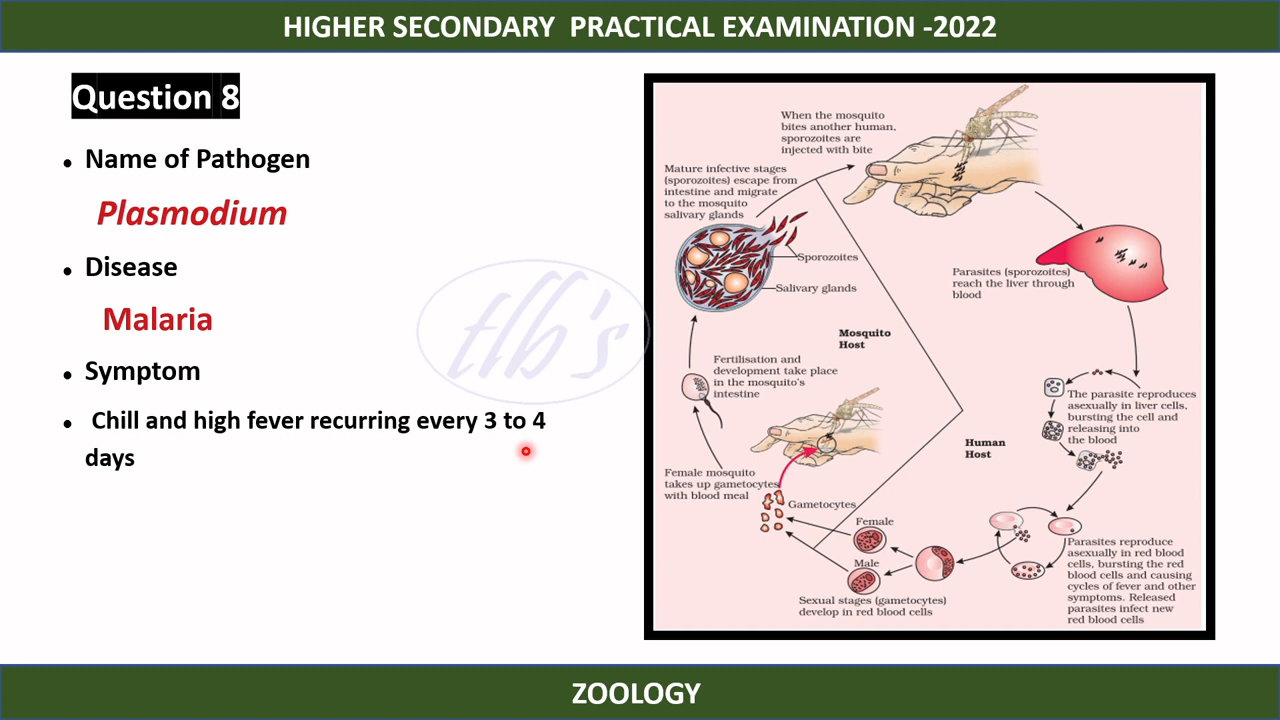 HIGHER SECONDARY PRACTICAL EXAMINATION -2022
Question 8
• Name of Pathogen
Plasmodium
• Disease
Malaria
• Symptom
• Chill and high fever recurring every 3 to 4
days
tlb's
When the mosquito
bites another human,
sporozoites are
injected with bite
Mature infective stages
(sporozoites) escape from
intestine and migrate
to the mosquito
salivary glands
Sporozoites
Salivary glands
Parasites (sporozoites)
reach the liver through
blood
Mosquito
Host
Fertilisation and
development take place
in the mosquito's
intestine
The parasite reproduces
asexually in liver cells,
bursting the cell and
releasing into
the blood
Human
Host
Female mosquito
takes up gametocytes
with blood meal
Gametocytes
Female
Male
Sexual stages (gametocytes)
develop in red blood cells
Parasites reproduce
asexually in red blood
cells, bursting the red
blood cells and causing
cycles of fever and other
symptoms. Released
parasites infect new
red blood cells
ZOOLOGY